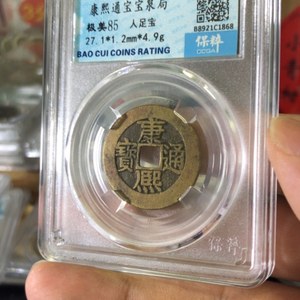 康熙通宝宝泉局
极美85 人足宝
27.1*1.2mm*4.9g
BAO CUI COINS RATING
88921C1868
保粹
康熙通寶
保粹